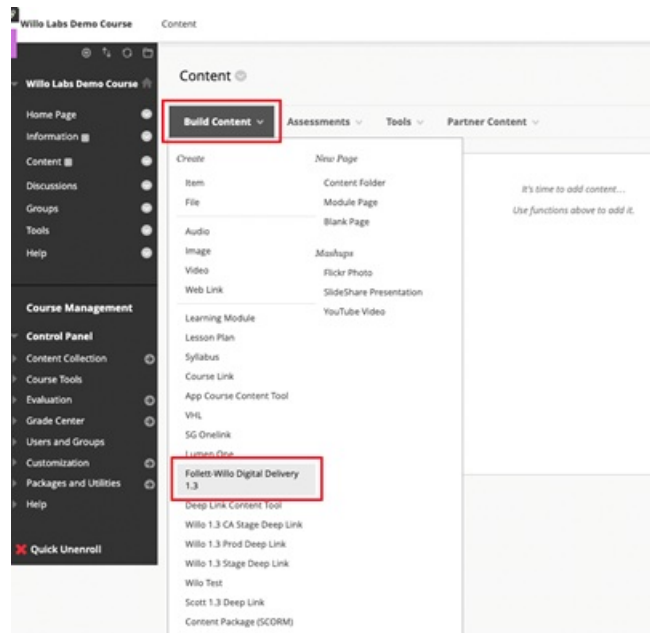 Willo Labs Demo Course
Content
Willo Labs Demo Course
Home Page
Information
Content
Discussions
Groups
Tools
Help
Course Management
Control Panel
Content Collection
Course Tools
Evaluation
Grade Center
Users and Groups
Customization
Packages and Utilities
Help
Quick Unenroll
Content
Build Content
Assessments
Tools
Partner Content
Create
Item
File
Audio
Image
Video
Web Link
Learning Module
Lesson Plan
Syllabus
Course Link
App Course Content Tool
VHL
SG Onelink
Lumen One
Follett-Willo Digital Delivery
1.3
Deep Link Content Tool
Willo 1.3 CA Stage Deep Link
Willo 1.3 Prod Deep Link
Willo 1.3 Stage Deep Link
Wilo Test
Scott 1.3 Deep Link
Content Package (SCORM)
New Page
Content Folder
Module Page
Blank Page
Mashups
Flickr Photo
SlideShare Presentation
YouTube Video
It's time to add content...
Use functions above to add it.